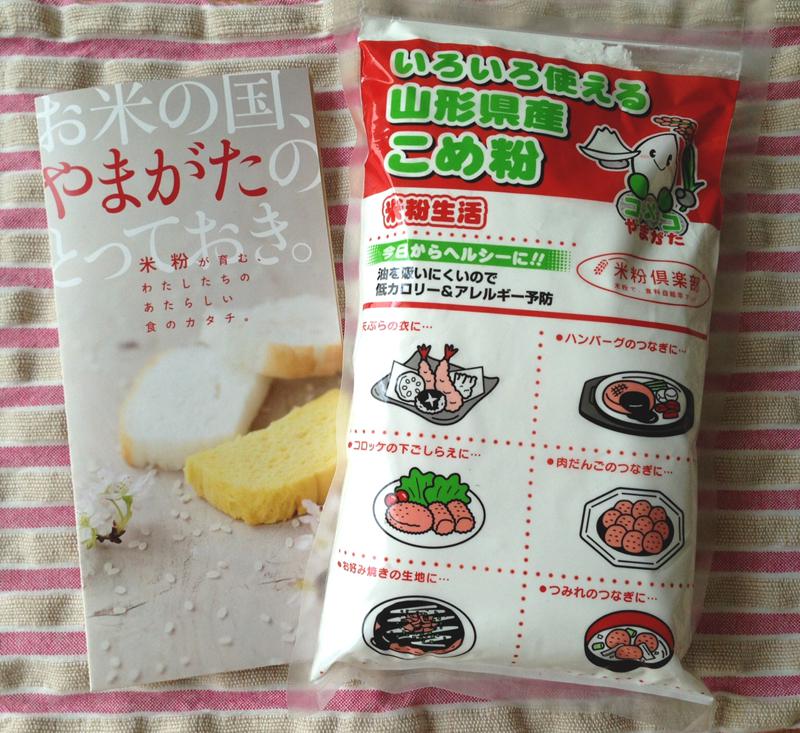 お米の国、
やまがたの
とっておき。
米粉が育む、
わたしたちの
あたらしい
食のカタチ。
いろいろ使える
山形県産
こめ粉
コメコ
やまがた
米粉生活
今日からヘルシーに!!
油を吸いにくいので
低カロリー&アレルギー予防
米粉倶楽部
天ぷらの衣に…
●ハンバーグのつなぎに…
●コロッケの下ごしらえに…
●肉だんごのつなぎに…
●お好み焼きの生地に…
●つみれのつなぎに…